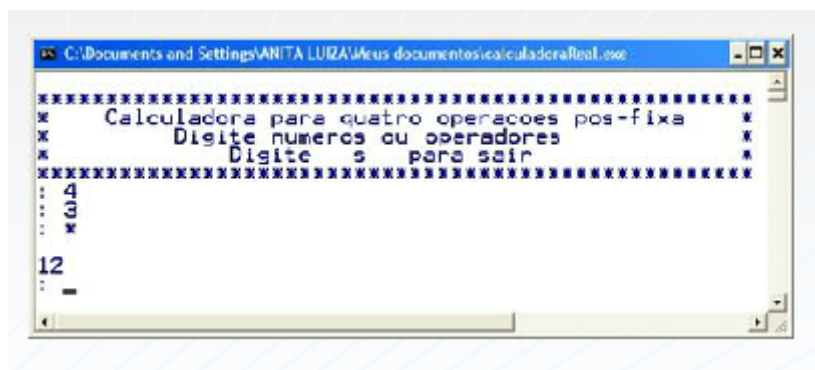 C:\Documents and Settings\ANITA LUIZA\Meus documentos\calculadoraReal.exe
***************************************************
* Calculadora para quatro operacoes pos-fixa *
* Digite numeros ou operadores *
* Digite s para sair *
***************************************************
: 4
: 3
: *
12
: _